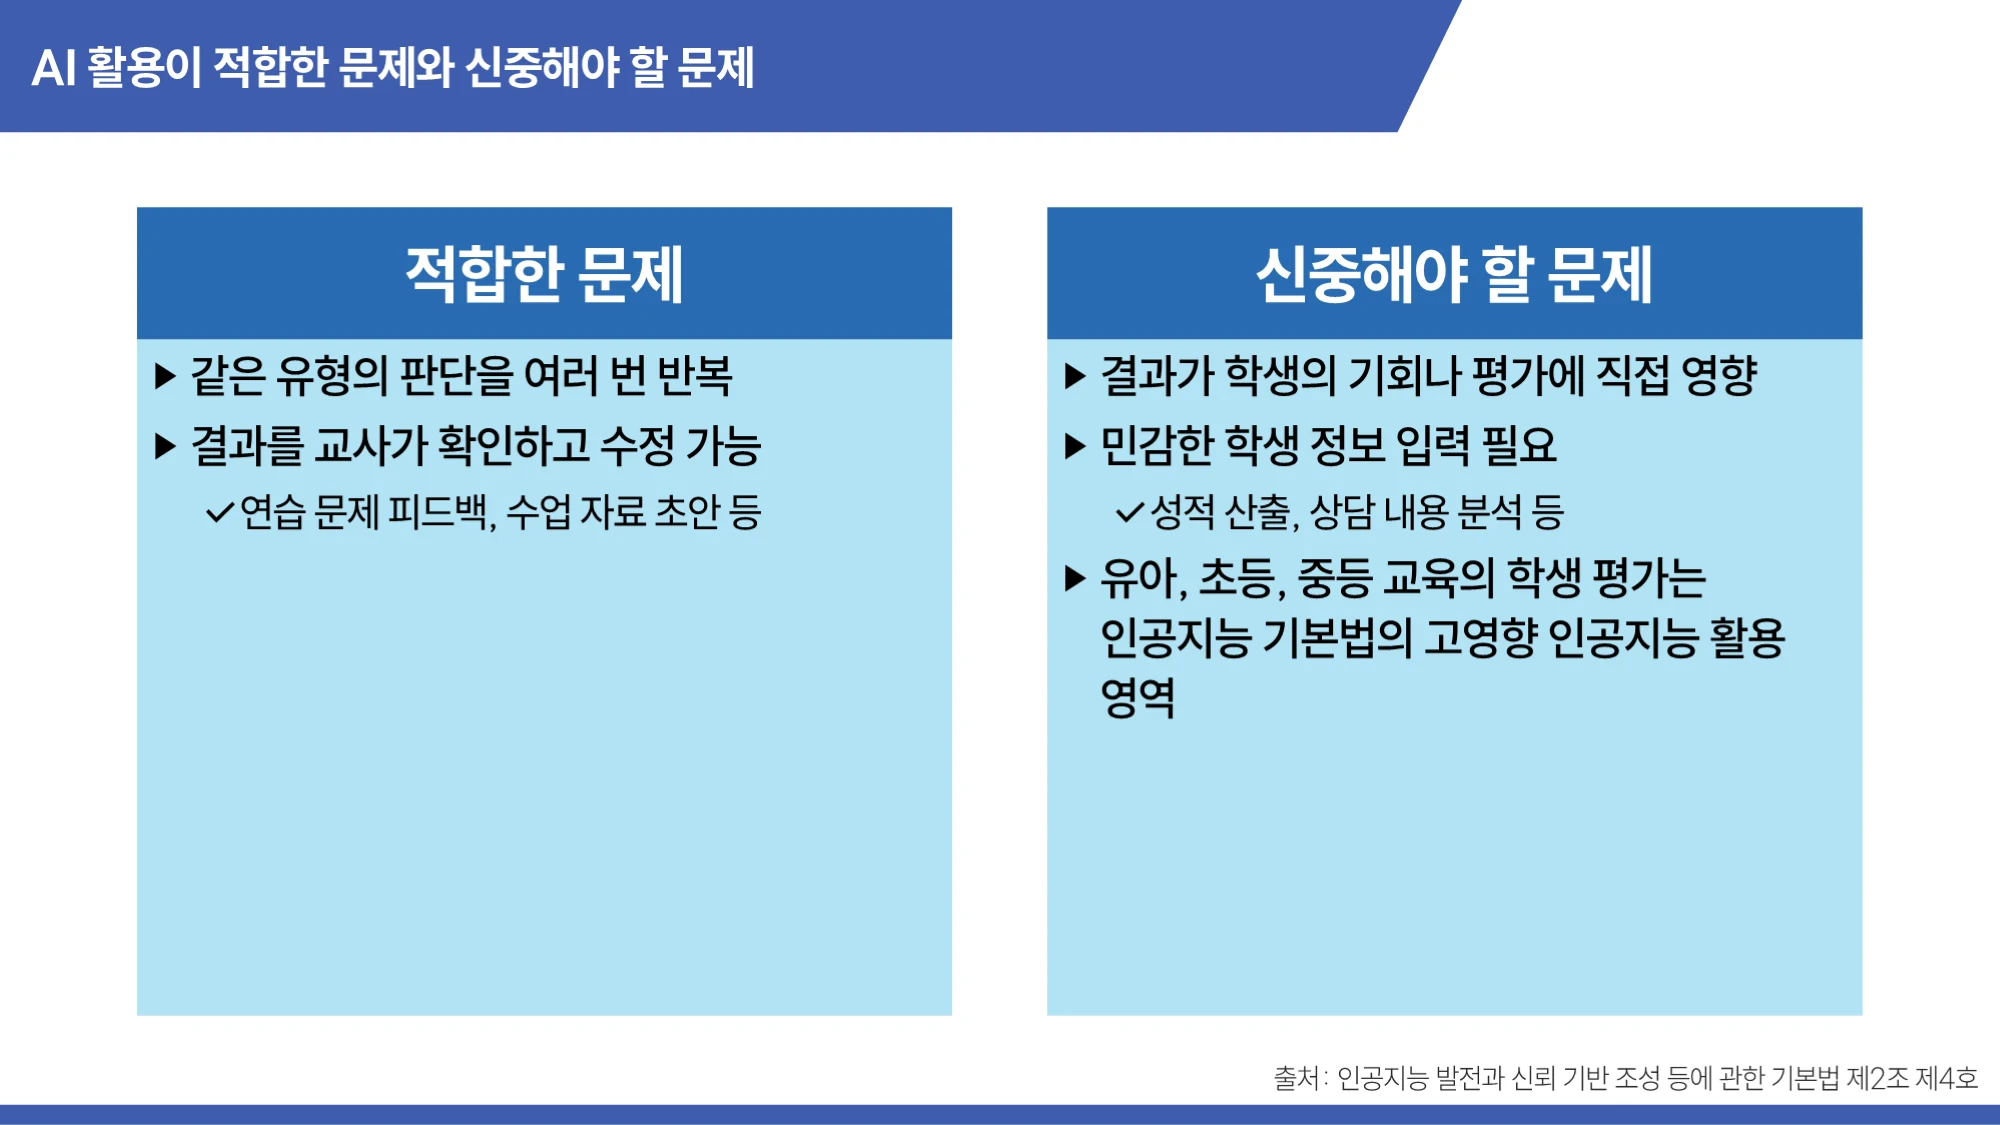 AI 활용이 적합한 문제와 신중해야 할 문제
적합한 문제
▶ 같은 유형의 판단을 여러 번 반복
▶ 결과를 교사가 확인하고 수정 가능
✓연습 문제 피드백, 수업 자료 초안 등
신중해야 할 문제
▶ 결과가 학생의 기회나 평가에 직접 영향
▶ 민감한 학생 정보 입력 필요
✓성적 산출, 상담 내용 분석 등
▶ 유아, 초등, 중등 교육의 학생 평가는
인공지능 기본법의 고영향 인공지능 활용
영역
출처: 인공지능 발전과 신뢰 기반 조성 등에 관한 기본법 제2조 제4호